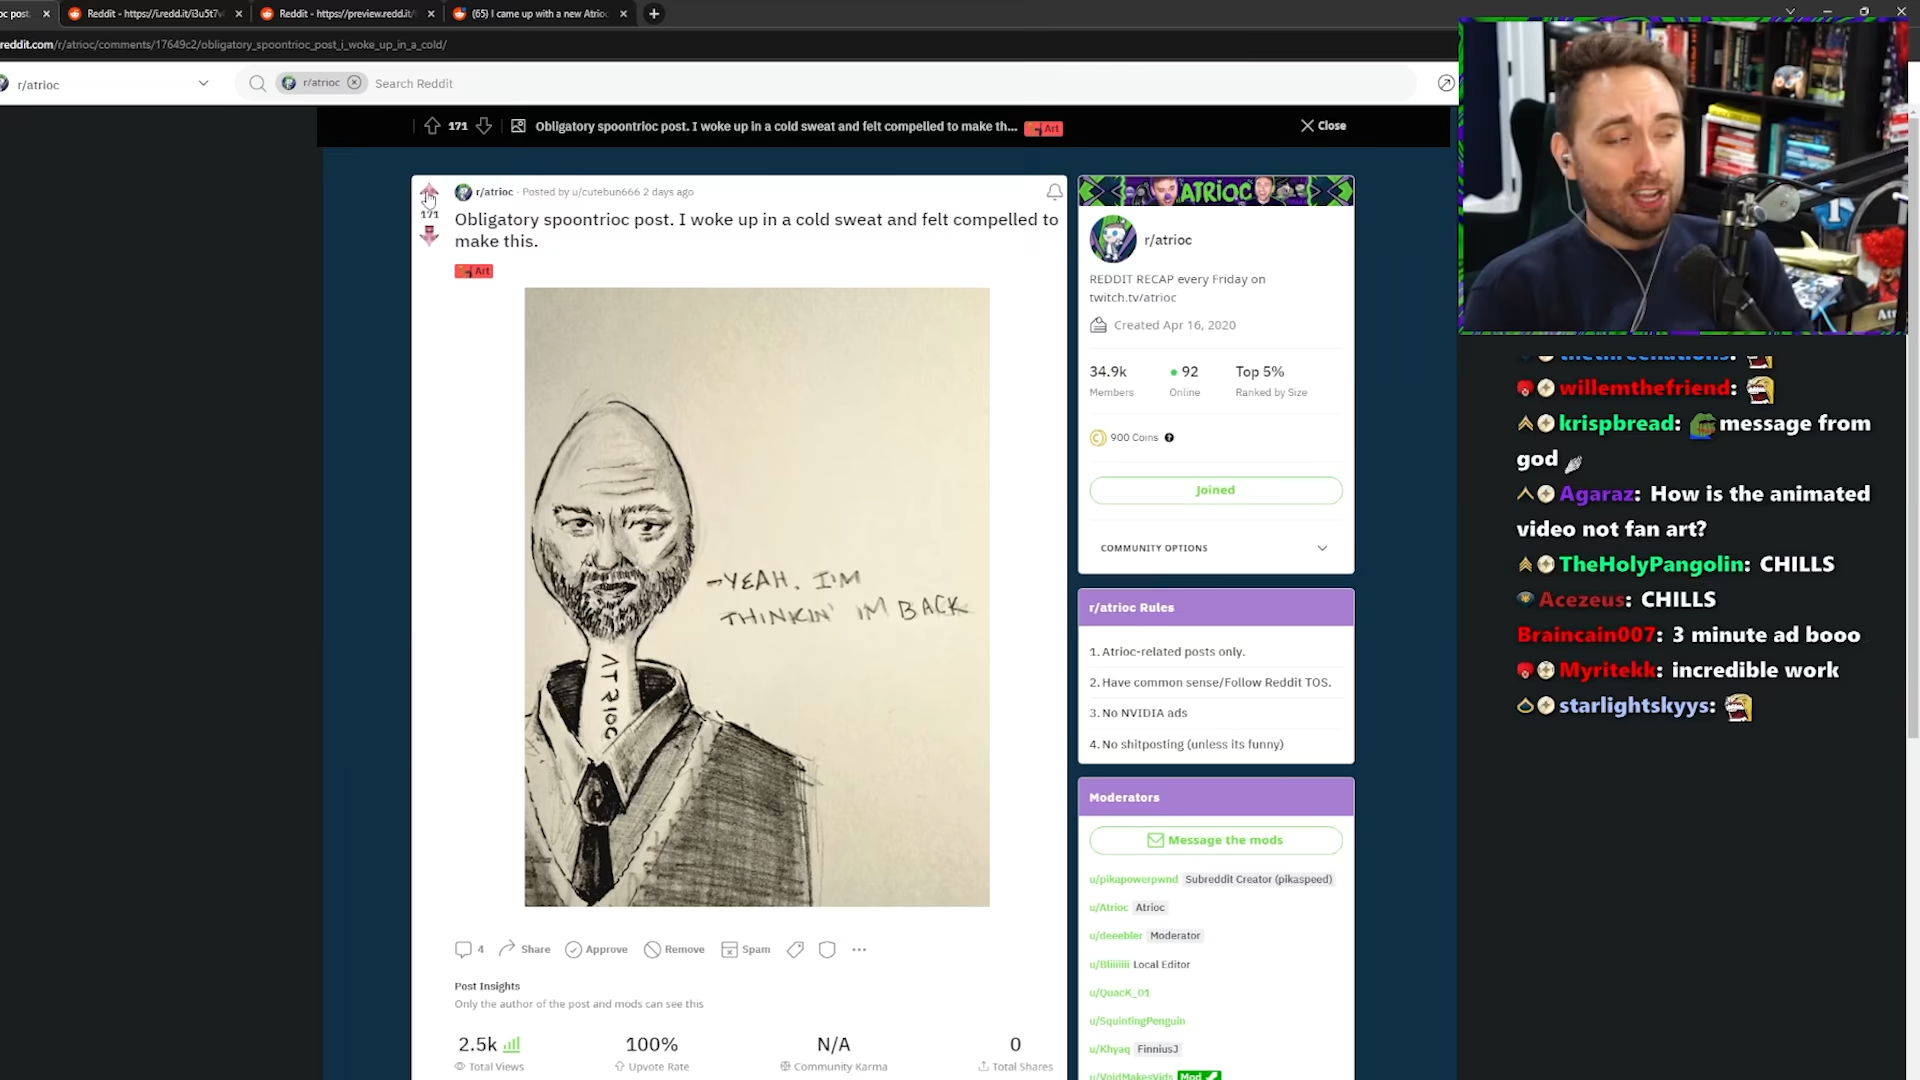 oc post.
Reddit - https://i.redd.it/i3u5t7v
Reddit - https://preview.redd.it/
(65) I came up with a new Atrioc
reddit.com/r/atrioc/comments/17649c2/obligatory_spoontrioc_post_i_woke_up_in_a_cold/
r/atrioc
r/atrioc
Search Reddit
171
Obligatory spoontrioc post. I woke up in a cold sweat and felt compelled to make th...
Art
Close
171
r/atrioc · Posted by u/cutebun666 2 days ago
Obligatory spoontrioc post. I woke up in a cold sweat and felt compelled to
make this.
Art
-YEAH. I'M
THINKIN' IM BACK
ATRIOC
4
Share
Approve
Remove
Spam
Post Insights
Only the author of the post and mods can see this
2.5k
100%
N/A
0
Total Views
Upvote Rate
Community Karma
Total Shares
ATRIOC
r/atrioc
REDDIT RECAP every Friday on
twitch.tv/atrioc
Created Apr 16, 2020
34.9k
92
Top 5%
Members
Online
Ranked by Size
900 Coins
Joined
COMMUNITY OPTIONS
r/atrioc Rules
1. Atrioc-related posts only.
2. Have common sense/Follow Reddit TOS.
3. No NVIDIA ads
4. No shitposting (unless its funny)
Moderators
Message the mods
u/pikapowerpwnd Subreddit Creator (pikaspeed)
u/Atrioc Atrioc
u/deeebler Moderator
u/Bliiiiiii Local Editor
u/QuacK_01
u/SquintingPenguin
u/Khyaq FinniusJ
u/VoidMakesVids Mod
willemthefriend:
krispbread: message from
god
Agaraz: How is the animated
video not fan art?
TheHolyPangolin: CHILLS
Acezeus: CHILLS
Braincain007: 3 minute ad booo
Myritekk: incredible work
starlightskyys: